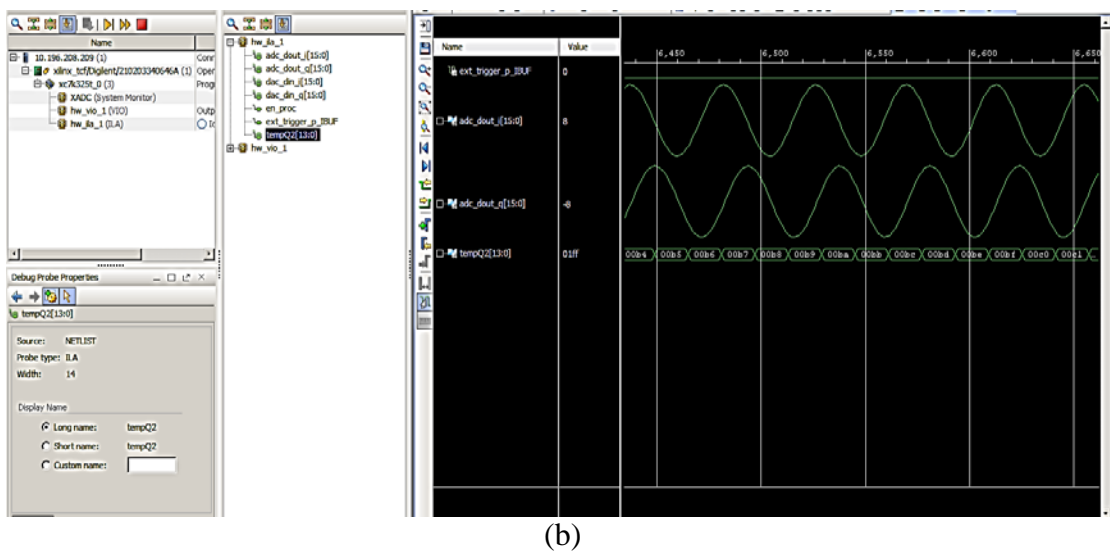 Name
10.196.208.209 (1) Conr
xilinx_tcf/Digilent/210203340646A (1) Oper
xc7k325t_0 (3) Prog
XADC (System Monitor)
hw_vio_1 (VIO) Outp
hw_ila_1 (ILA)
Debug Probe Properties
tempQ2[13:0]
Source: NETLIST
Probe type: ILA
Width: 14
Display Name
Long name: tempQ2
Short name: tempQ2
Custom name:
hw_ila_1
adc_dout_i[15:0]
adc_dout_q[15:0]
dac_din_i[15:0]
dac_din_q[15:0]
en_proc
ext_trigger_p_IBUF
tempQ2[13:0]
hw_vio_1
Name Value
6,450 6,500 6,550 6,600 6,650
ext_trigger_p_IBUF 0
adc_dout_i[15:0] 8
adc_dout_q[15:0] -8
tempQ2[13:0] 01ff 00b4 00b5 00b6 00b7 00b8 00b9 00ba 00bb 00bc 00bd 00be 00bf 00c0 00c1
(b)